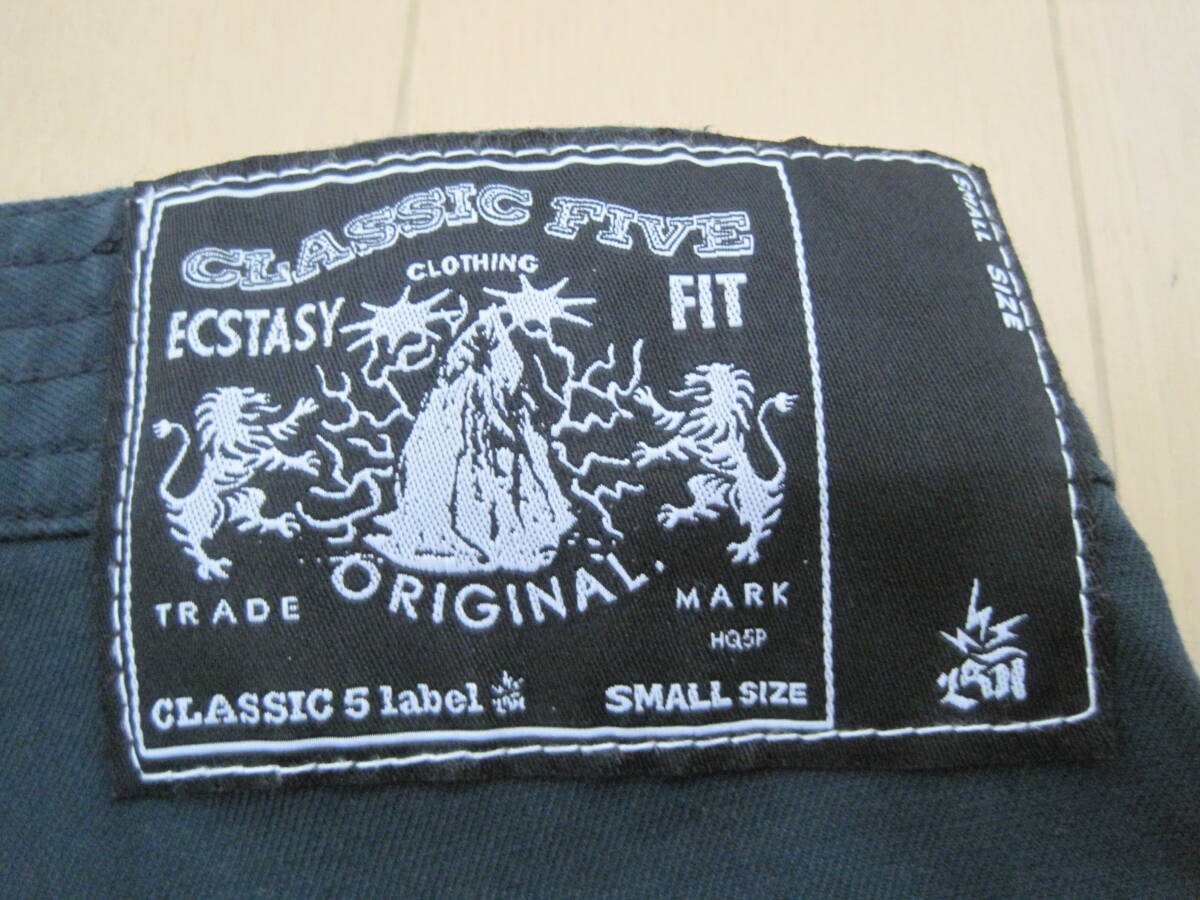 CLASSIC FIVE
CLOTHING
ECSTASY FIT
ORIGINAL.
TRADE MARK
HQ5P
CLASSIC 5 label
SMALL SIZE
SMALL SIZE